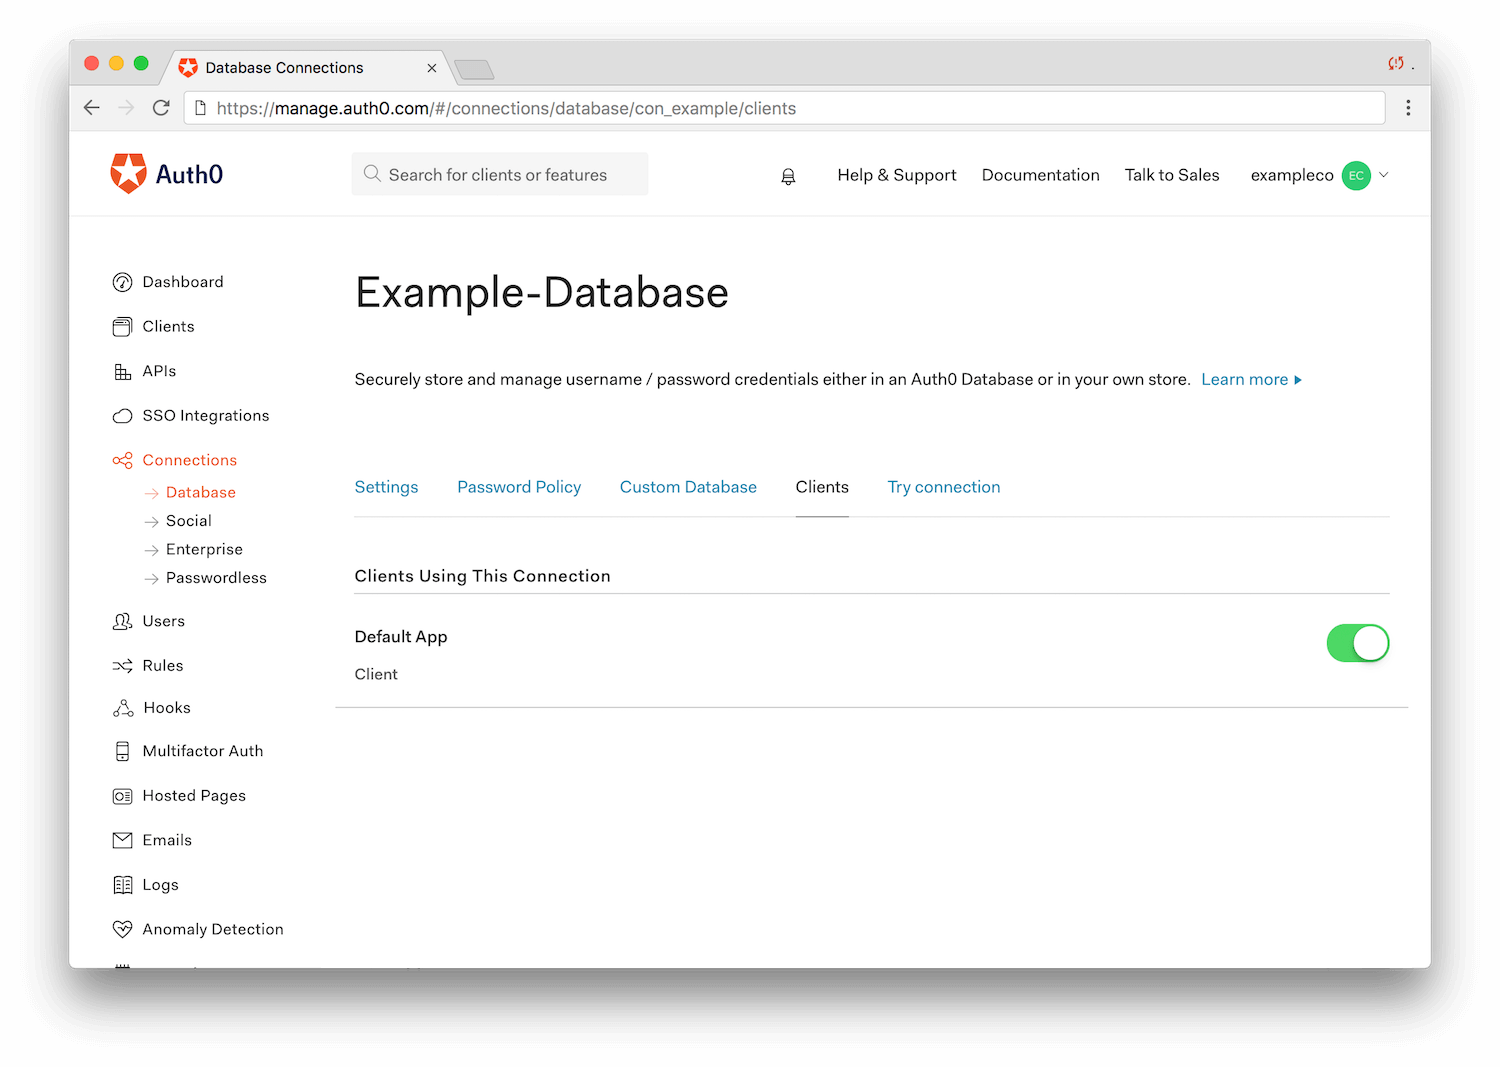 Database Connections
https://manage.auth0.com/#/connections/database/con_example/clients
Auth0
Search for clients or features
Help & Support
Documentation
Talk to Sales
exampleco
EC
Dashboard
Clients
APIs
SSO Integrations
Connections
Database
Social
Enterprise
Passwordless
Users
Rules
Hooks
Multifactor Auth
Hosted Pages
Emails
Logs
Anomaly Detection
Example-Database
Securely store and manage username / password credentials either in an Auth0 Database or in your own store. Learn more
Settings
Password Policy
Custom Database
Clients
Try connection
Clients Using This Connection
Default App
Client